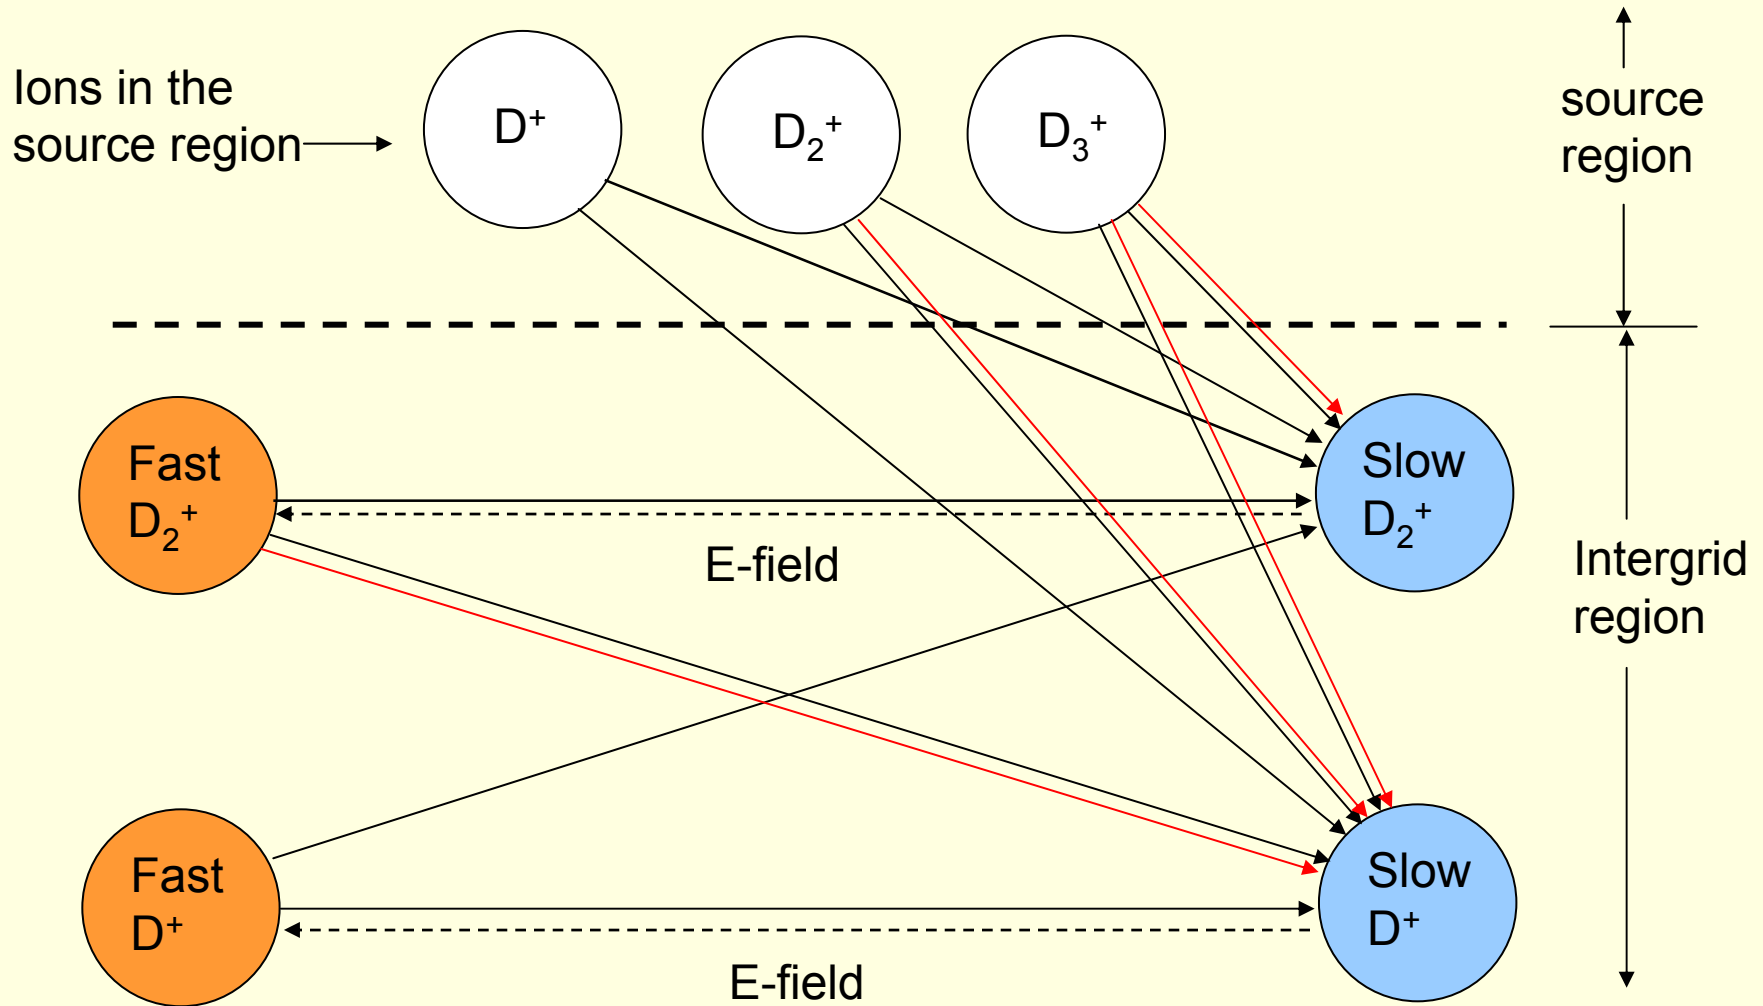 Ions in the
source region
D⁺
D₂⁺
D₃⁺
source
region
Fast
D₂⁺
Slow
D₂⁺
E-field
Intergrid
region
Fast
D⁺
Slow
D⁺
E-field